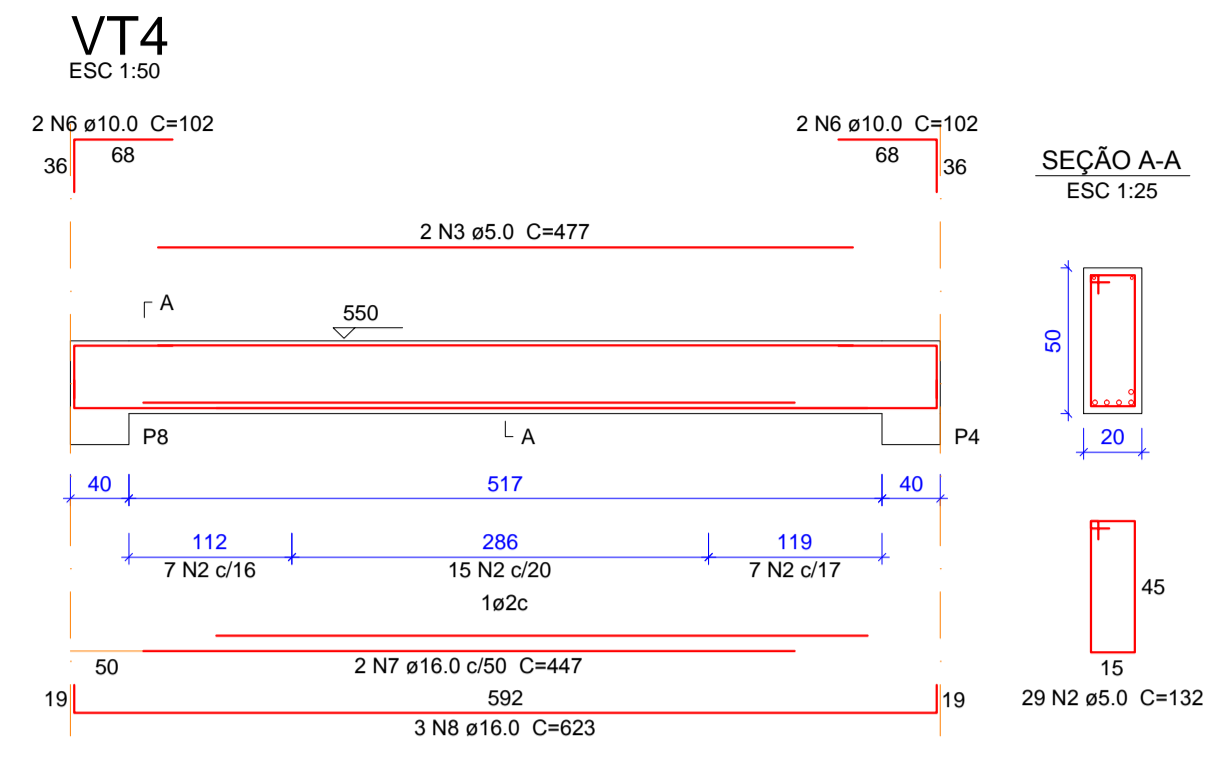 VT4
ESC 1:50
2 N6 ø10.0 C=102
2 N6 ø10.0 C=102
68
68
36
36
SEÇÃO A-A
ESC 1:25
2 N3 ø5.0 C=477
A
550
50
P8
A
P4
20
40
517
40
112
286
119
7 N2 c/16
15 N2 c/20
7 N2 c/17
1ø2c
45
50
2 N7 ø16.0 c/50 C=447
15
19
592
19
29 N2 ø5.0 C=132
3 N8 ø16.0 C=623